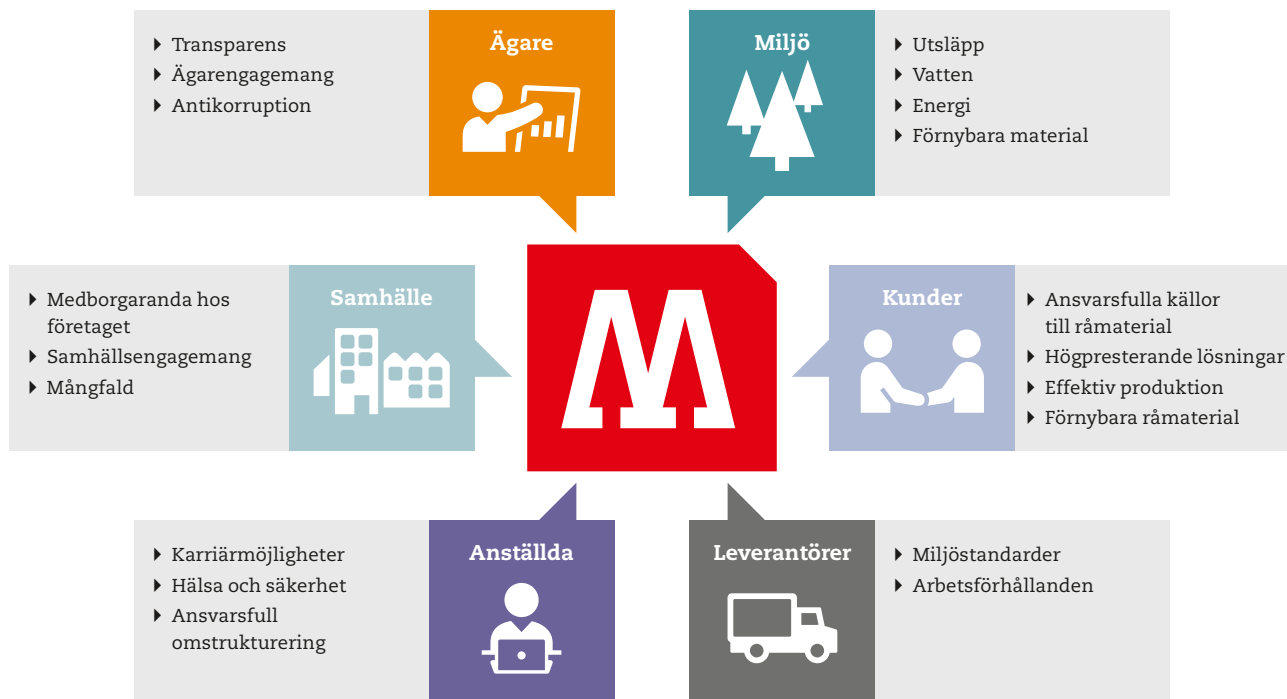 Ägare
Transparens
Ägarengagemang
Antikorruption
Miljö
Utsläpp
Vatten
Energi
Förnybara material
Samhälle
Medborgaranda hos
företaget
Samhällsengagemang
Mångfald
M
Kunder
Ansvarsfulla källor
till råmaterial
Högpresterande lösningar
Effektiv produktion
Förnybara råmaterial
Anställda
Karriärmöjligheter
Hälsa och säkerhet
Ansvarsfull
omstrukturering
Leverantörer
Miljöstandarder
Arbetsförhållanden